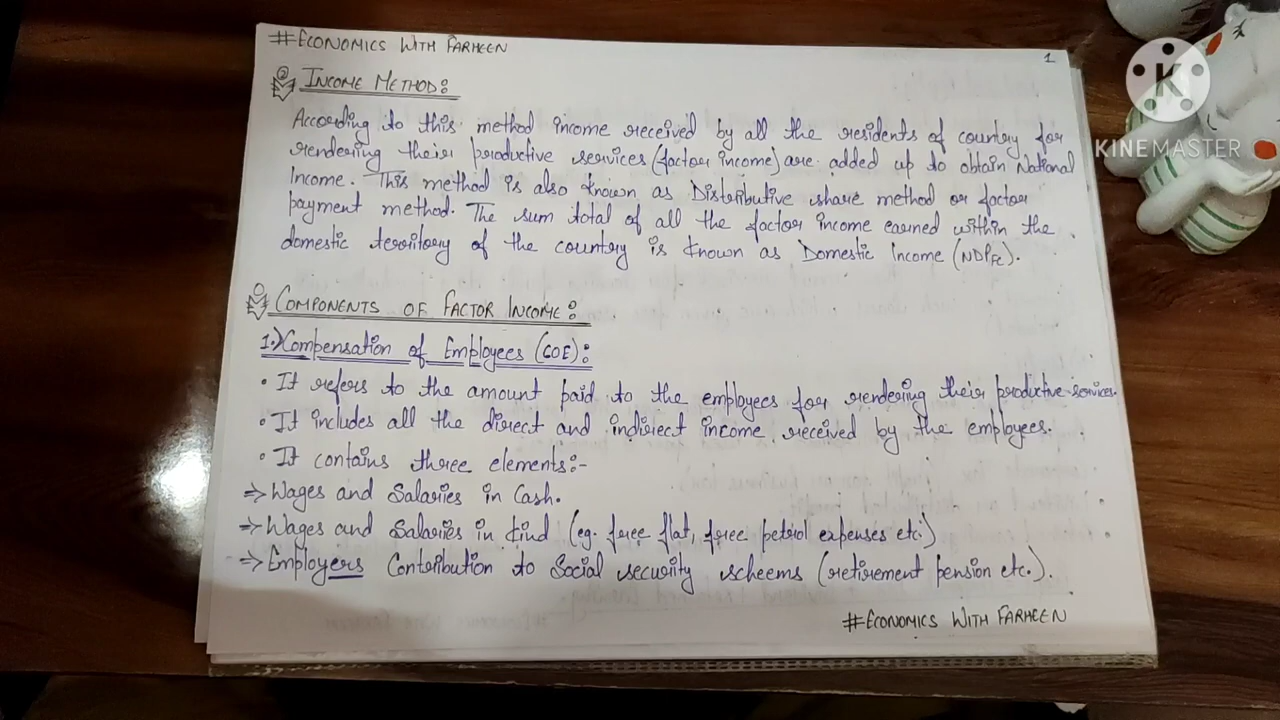 #ECONOMICS WITH FARHEEN
1
② INCOME METHOD:
According to this method income received by all the residents of country for
rendering their productive services (factor income) are added up to obtain National
Income. This method is also known as Distributive share method or factor
payment method. The sum total of all the factor income earned within the
domestic territory of the country is known as Domestic Income (NDPFC).
COMPONENTS OF FACTOR INCOME:
1.) Compensation of Employees (COE):
• It refers to the amount paid to the employees for rendering their productive services.
• It includes all the direct and indirect income received by the employees.
• It contains three elements:-
⇒ Wages and Salaries in Cash.
⇒ Wages and Salaries in kind (eg. free flat, free petrol expenses etc.)
⇒ Employers Contribution to Social security scheems (retirement pension etc.).
#ECONOMICS WITH FARHEEN
K
KINEMASTER